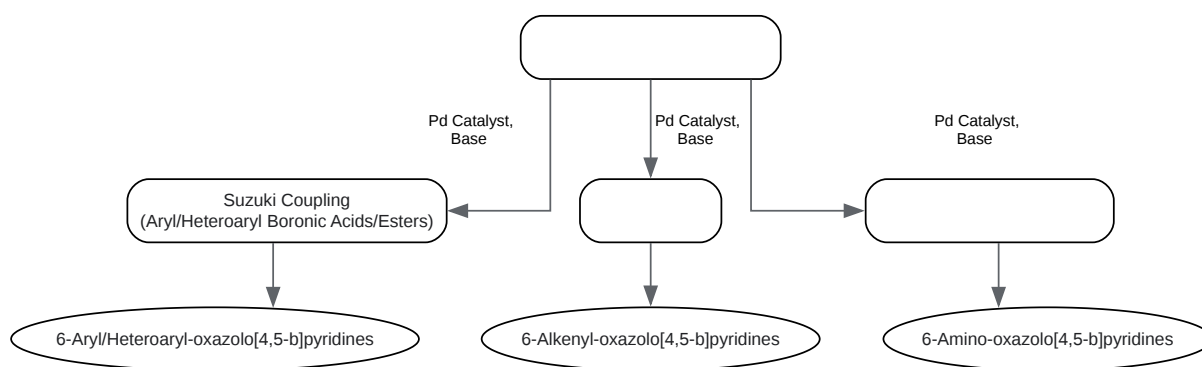 Pd Catalyst,
Base
Pd Catalyst,
Base
Pd Catalyst,
Base
Suzuki Coupling
(Aryl/Heteroaryl Boronic Acids/Esters)
6-Aryl/Heteroaryl-oxazolo[4,5-b]pyridines
6-Alkenyl-oxazolo[4,5-b]pyridines
6-Amino-oxazolo[4,5-b]pyridines